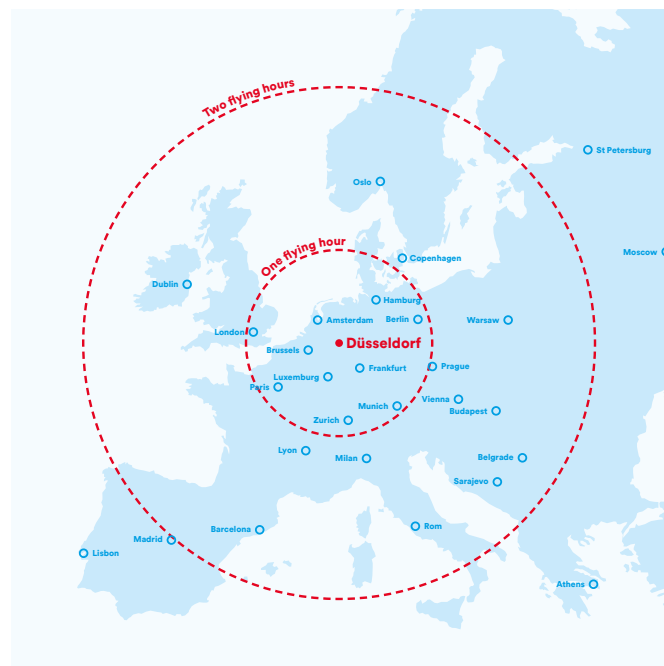 Two flying hours
St Petersburg
Oslo
One flying hour
Moscow
Copenhagen
Dublin
Hamburg
London
Amsterdam
Berlin
Warsaw
Brussels
Düsseldorf
Luxemburg
Frankfurt
Prague
Paris
Munich
Vienna
Budapest
Zurich
Lyon
Milan
Belgrade
Sarajevo
Barcelona
Rom
Madrid
Lisbon
Athens